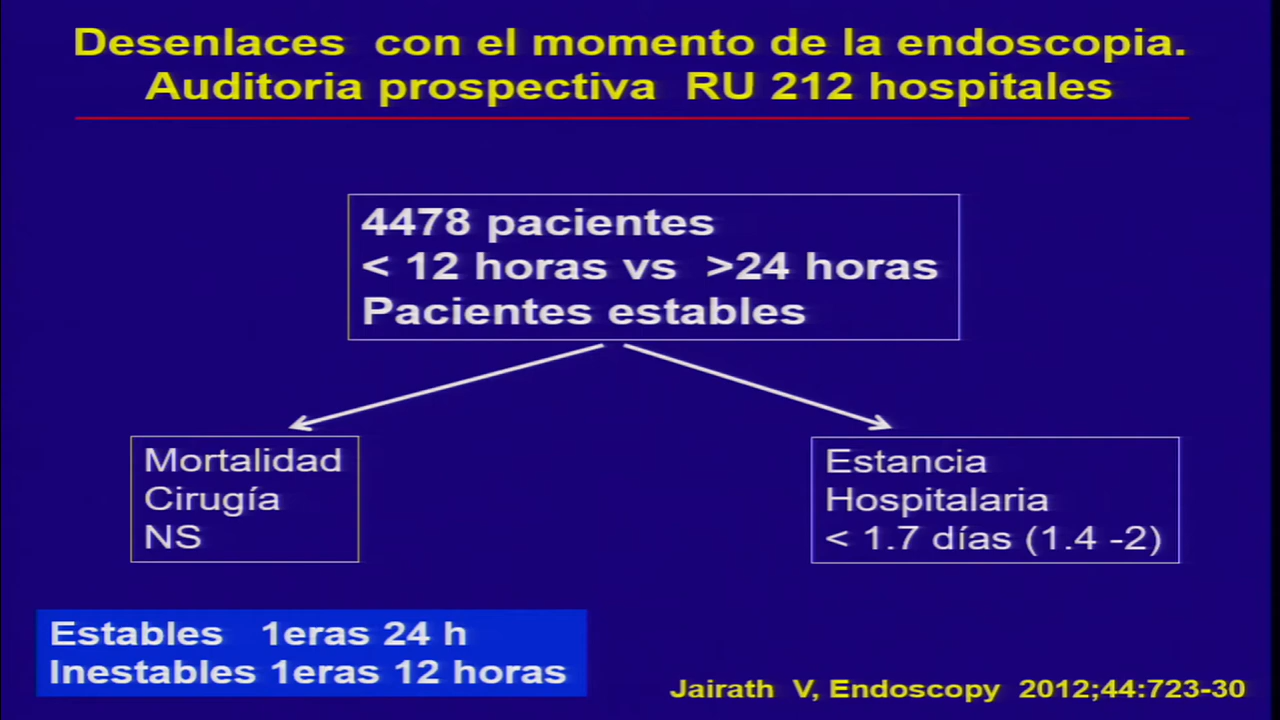 Desenlaces con el momento de la endoscopia.
Auditoria prospectiva RU 212 hospitales
4478 pacientes
< 12 horas vs >24 horas
Pacientes estables
Mortalidad
Cirugía
NS
Estancia
Hospitalaria
< 1.7 días (1.4 -2)
Estables 1eras 24 h
Inestables 1eras 12 horas
Jairath V, Endoscopy 2012;44:723-30